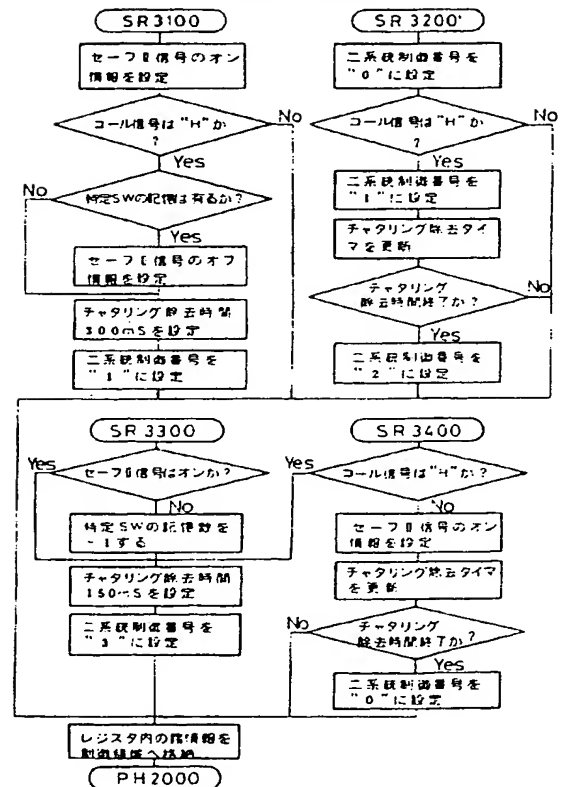 SR3100
セーフⅡ信号のオン
情報を設定
コール信号は"H"か
?
No
Yes
特定SWの記憶は有るか?
No
Yes
セーフⅡ信号のオフ
情報を設定
チャタリング除去時間
300mSを設定
二系統制御番号を
"1"に設定
SR3200'
二系統制御番号を
"0"に設定
コール信号は"H"か
?
No
Yes
二系統制御番号を
"1"に設定
チャタリング除去タイ
マを更新
チャタリング
除去時間終了か?
No
Yes
二系統制御番号を
"2"に設定
SR3300
Yes
セーフⅡ信号はオンか?
No
特定SWの記憶数を
-1する
チャタリング除去時間
150mSを設定
二系統制御番号を
"3"に設定
SR3400
Yes
コール信号は"H"か?
No
セーフⅡ信号のオン
情報を設定
チャタリング除去タイマ
を更新
No
チャタリング
除去時間終了か?
Yes
二系統制御番号を
"0"に設定
レジスタ内の諸情報を
制御領域へ格納
PH2000